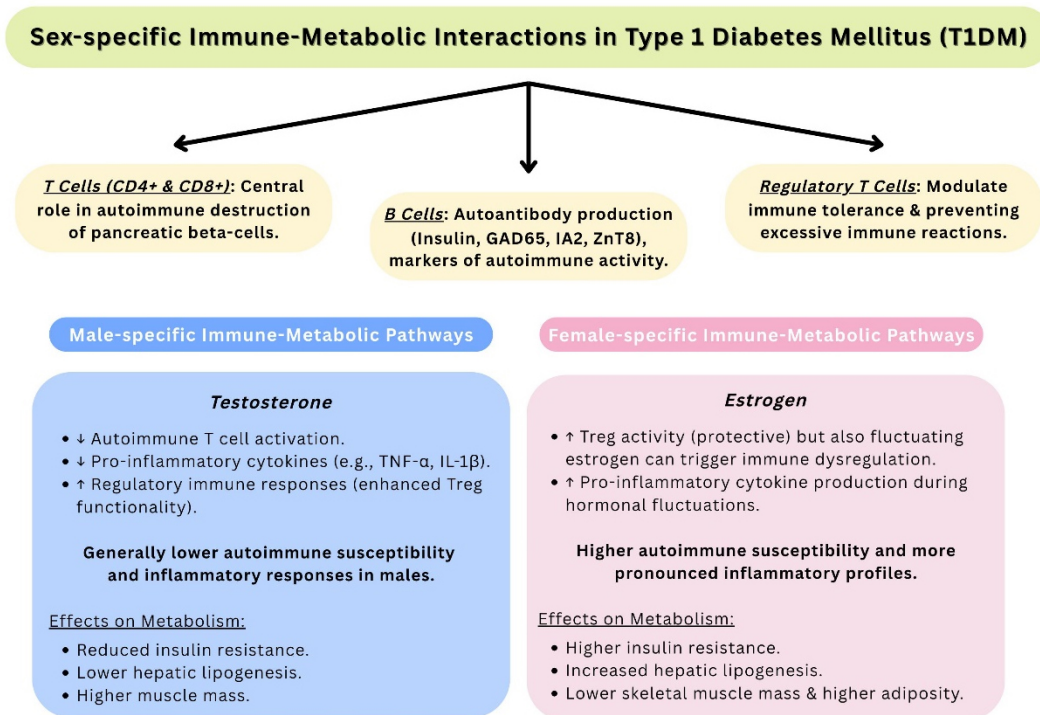 Sex-specific Immune-Metabolic Interactions in Type 1 Diabetes Mellitus (T1DM)
T Cells (CD4+ & CD8+): Central
role in autoimmune destruction
of pancreatic beta-cells.
B Cells: Autoantibody production
(Insulin, GAD65, IA2, ZnT8),
markers of autoimmune activity.
Regulatory T Cells: Modulate
immune tolerance & preventing
excessive immune reactions.
Male-specific Immune-Metabolic Pathways
Testosterone
• ↓ Autoimmune T cell activation.
• ↓ Pro-inflammatory cytokines (e.g., TNF-α, IL-1β).
• ↑ Regulatory immune responses (enhanced Treg
functionality).
Generally lower autoimmune susceptibility
and inflammatory responses in males.
Effects on Metabolism:
• Reduced insulin resistance.
• Lower hepatic lipogenesis.
• Higher muscle mass.
Female-specific Immune-Metabolic Pathways
Estrogen
• ↑ Treg activity (protective) but also fluctuating
estrogen can trigger immune dysregulation.
• ↑ Pro-inflammatory cytokine production during
hormonal fluctuations.
Higher autoimmune susceptibility and more
pronounced inflammatory profiles.
Effects on Metabolism:
• Higher insulin resistance.
• Increased hepatic lipogenesis.
• Lower skeletal muscle mass & higher adiposity.